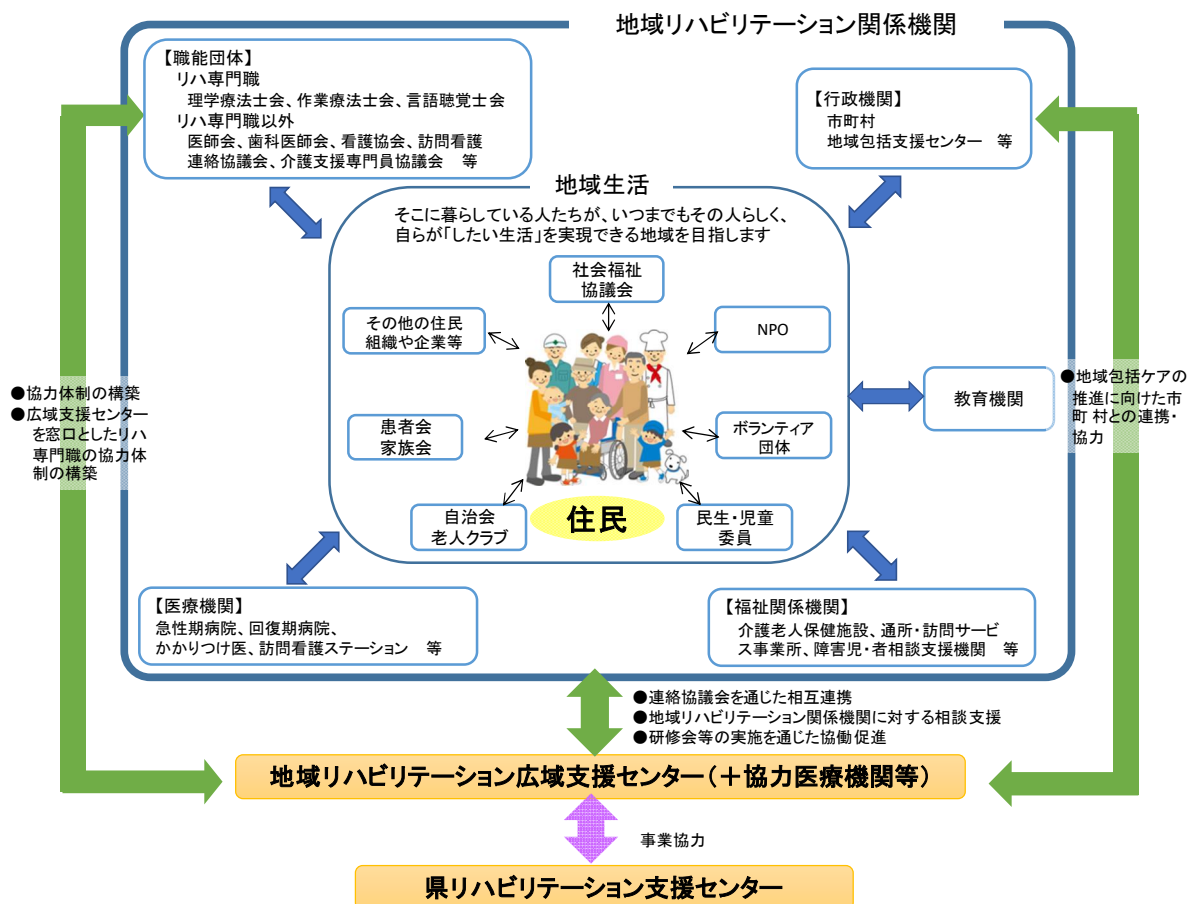 地域リハビリテーション関係機関
【職能団体】
リハ専門職
理学療法士会、作業療法士会、言語聴覚士会
リハ専門職以外
医師会、歯科医師会、看護協会、訪問看護
連絡協議会、介護支援専門員協議会　等
【行政機関】
市町村
地域包括支援センター　等
地域生活
そこに暮らしている人たちが、いつまでもその人らしく、
自らが「したい生活」を実現できる地域を目指します
社会福祉
協議会
その他の住民
組織や企業等
NPO
患者会
家族会
ボランティア
団体
自治会
老人クラブ
住民
民生・児童
委員
教育機関
●協力体制の構築
●広域支援センター
を窓口としたリハ
専門職の協力体
制の構築
●地域包括ケアの
推進に向けた市
町 村との連携・
協力
【医療機関】
急性期病院、回復期病院、
かかりつけ医、訪問看護ステーション　等
【福祉関係機関】
介護老人保健施設、通所・訪問サービ
ス事業所、障害児・者相談支援機関　等
●連絡協議会を通じた相互連携
●地域リハビリテーション関係機関に対する相談支援
●研修会等の実施を通じた協働促進
地域リハビリテーション広域支援センター（＋協力医療機関等）
事業協力
県リハビリテーション支援センター